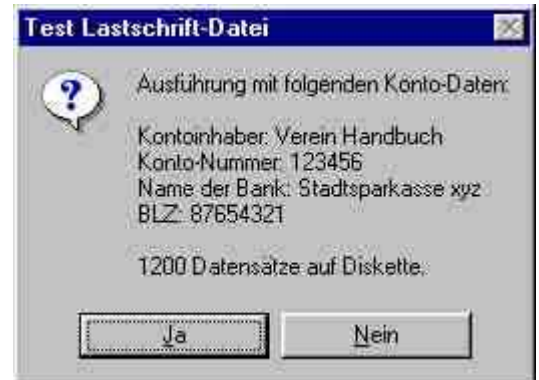 Test Lastschrift-Datei
?
Ausführung mit folgenden Konto-Daten:
Kontoinhaber: Verein Handbuch
Konto-Nummer: 123456
Name der Bank: Stadtsparkasse xyz
BLZ: 87654321
1200 Datensätze auf Diskette.
Ja
Nein